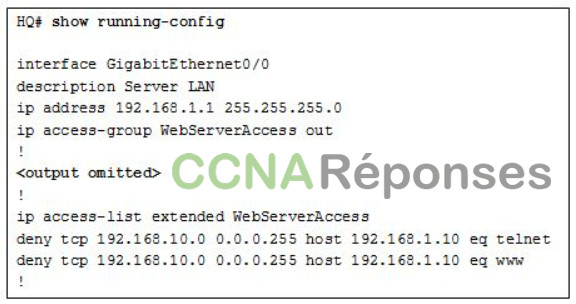 HQ# show running-config
interface GigabitEthernet0/0
description Server LAN
ip address 192.168.1.1 255.255.255.0
ip access-group WebServerAccess out
!
<output omitted>
CCNARéponses
!
ip access-list extended WebServerAccess
deny tcp 192.168.10.0 0.0.0.255 host 192.168.1.10 eq telnet
deny tcp 192.168.10.0 0.0.0.255 host 192.168.1.10 eq www
!